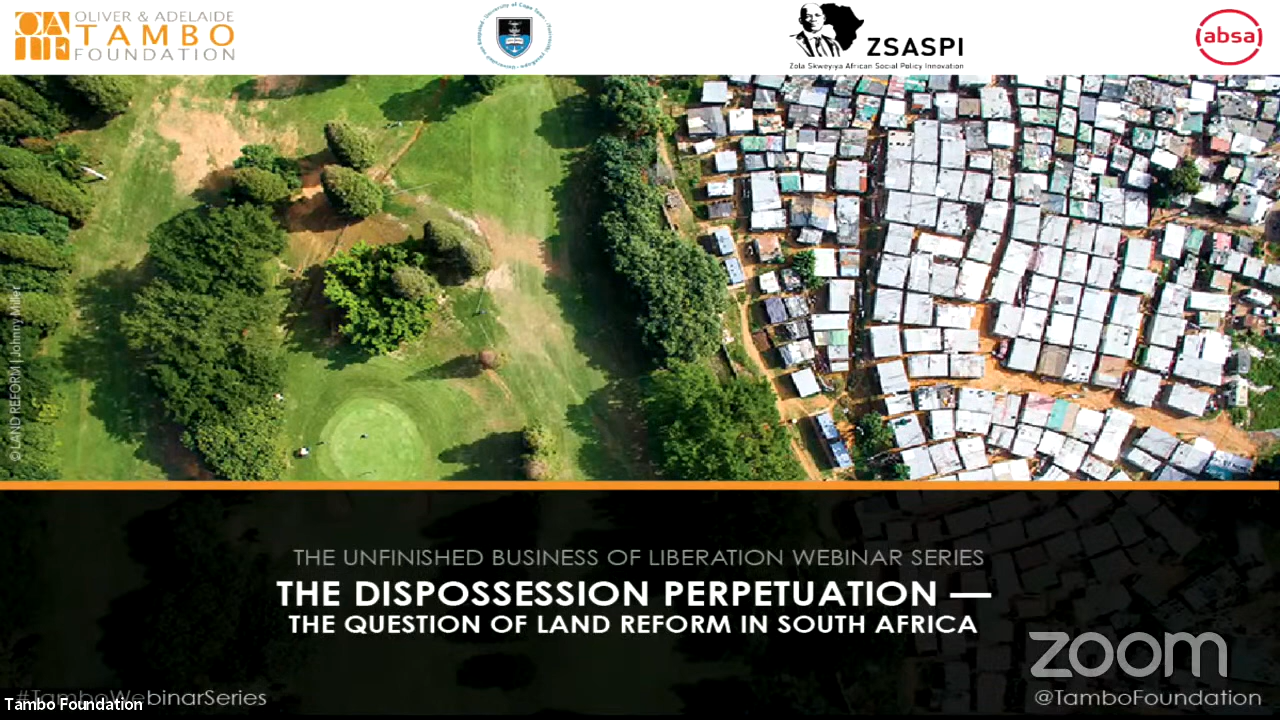 OLIVER & ADELAIDE
TAMBO
FOUNDATION
ZSASPI
Zola Skweyiya African Social Policy Innovation
(absa)
© LAND REFORM | Johnny Miller
THE UNFINISHED BUSINESS OF LIBERATION WEBINAR SERIES
THE DISPOSSESSION PERPETUATION —
THE QUESTION OF LAND REFORM IN SOUTH AFRICA
zoom
#TamboWebinarSeries
Tambo Foundation
@TamboFoundation